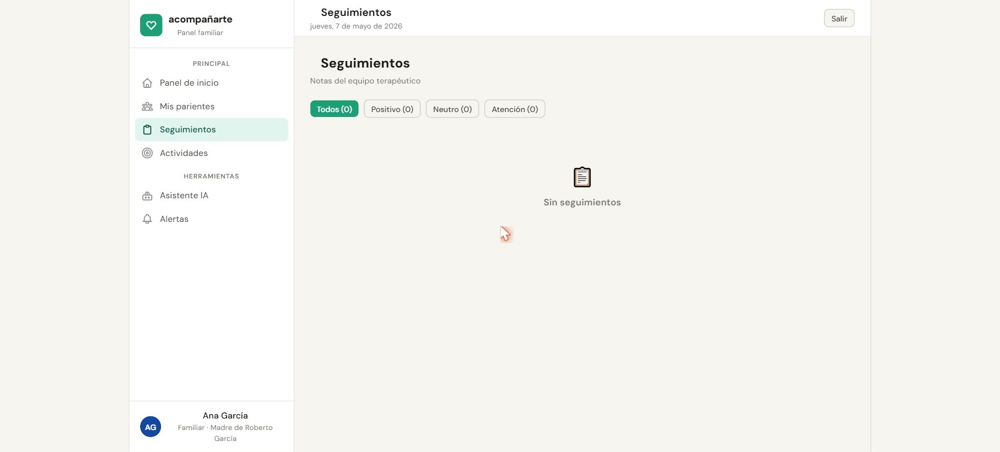 acompañarte
Panel familiar
PRINCIPAL
Panel de inicio
Mis parientes
Seguimientos
Actividades
HERRAMIENTAS
Asistente IA
Alertas
AG
Ana García
Familiar · Madre de Roberto
García
Seguimientos
jueves, 7 de mayo de 2026
Salir
Seguimientos
Notas del equipo terapéutico
Todos (0)
Positivo (0)
Neutro (0)
Atención (0)
Sin seguimientos